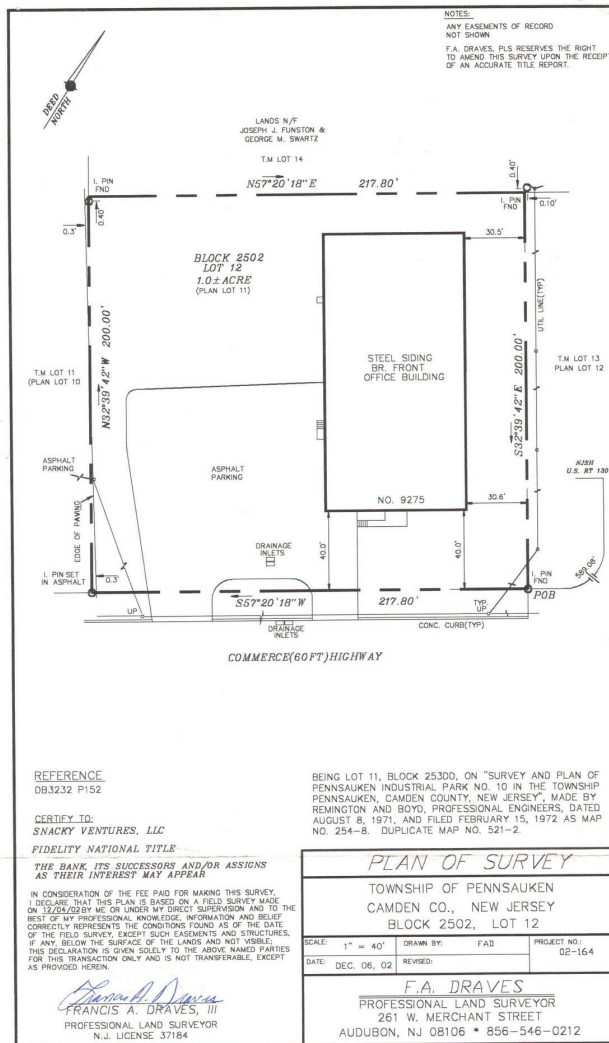 NOTES:
ANY EASEMENTS OF RECORD
NOT SHOWN
F.A. DRAVES, PLS RESERVES THE RIGHT
TO AMEND THIS SURVEY UPON THE RECEIPT
OF AN ACCURATE TITLE REPORT.
DEED
NORTH
LANDS N/F
JOSEPH J. FUNSTON &
GEORGE M. SWARTZ
T.M LOT 14
N57°20'18"E 217.80'
I. PIN
FND
0.40'
0.3'
0.40'
I. PIN
FND
0.10'
30.5'
BLOCK 2502
LOT 12
1.0± ACRE
(PLAN LOT 11)
UTIL LINE(TYP)
N32°39'42"W 200.00'
S32°39'42"E 200.00'
T.M LOT 11
(PLAN LOT 10
STEEL SIDING
BR. FRONT
OFFICE BUILDING
T.M LOT 13
PLAN LOT 12
ASPHALT
PARKING
ASPHALT
PARKING
NJSH
U.S. RT 130
NO. 9275
30.6'
EDGE OF PAVING
DRAINAGE
INLETS
40.0'
40.0'
589.08'
I. PIN SET
IN ASPHALT
0.3'
I. PIN
FND
POB
S57°20'18"W 217.80'
UP
TYP
UP
DRAINAGE
INLETS
CONC. CURB(TYP)
COMMERCE(60FT)HIGHWAY
REFERENCE
DB3232 P152
CERTIFY TO:
SNACKY VENTURES, LLC
FIDELITY NATIONAL TITLE
THE BANK, ITS SUCCESSORS AND/OR ASSIGNS
AS THEIR INTEREST MAY APPEAR
IN CONSIDERATION OF THE FEE PAID FOR MAKING THIS SURVEY,
I DECLARE THAT THIS PLAN IS BASED ON A FIELD SURVEY MADE
ON 12/04/02 BY ME OR UNDER MY DIRECT SUPERVISION AND TO THE
BEST OF MY PROFESSIONAL KNOWLEDGE, INFORMATION AND BELIEF
CORRECTLY REPRESENTS THE CONDITIONS FOUND AS OF THE DATE
OF THE FIELD SURVEY, EXCEPT SUCH EASEMENTS AND STRUCTURES,
IF ANY, BELOW THE SURFACE OF THE LANDS AND NOT VISIBLE;
THIS DECLARATION IS GIVEN SOLELY TO THE ABOVE NAMED PARTIES
FOR THIS TRANSACTION ONLY AND IS NOT TRANSFERABLE, EXCEPT
AS PROVIDED HEREIN.
Francis A. Draves
FRANCIS A. DRAVES, III
PROFESSIONAL LAND SURVEYOR
N.J. LICENSE 37184
BEING LOT 11, BLOCK 253DD, ON "SURVEY AND PLAN OF
PENNSAUKEN INDUSTRIAL PARK NO. 10 IN THE TOWNSHIP
PENNSAUKEN, CAMDEN COUNTY, NEW JERSEY", MADE BY
REMINGTON AND BOYD, PROFESSIONAL ENGINEERS, DATED
AUGUST 8, 1971, AND FILED FEBRUARY 15, 1972 AS MAP
NO. 254-8. DUPLICATE MAP NO. 521-2.
PLAN OF SURVEY
TOWNSHIP OF PENNSAUKEN
CAMDEN CO., NEW JERSEY
BLOCK 2502, LOT 12
SCALE: 1" = 40' DRAWN BY: FAD PROJECT NO.: 02-164
DATE: DEC. 06, 02 REVISED:
F.A. DRAVES
PROFESSIONAL LAND SURVEYOR
261 W. MERCHANT STREET
AUDUBON, NJ 08106 * 856-546-0212